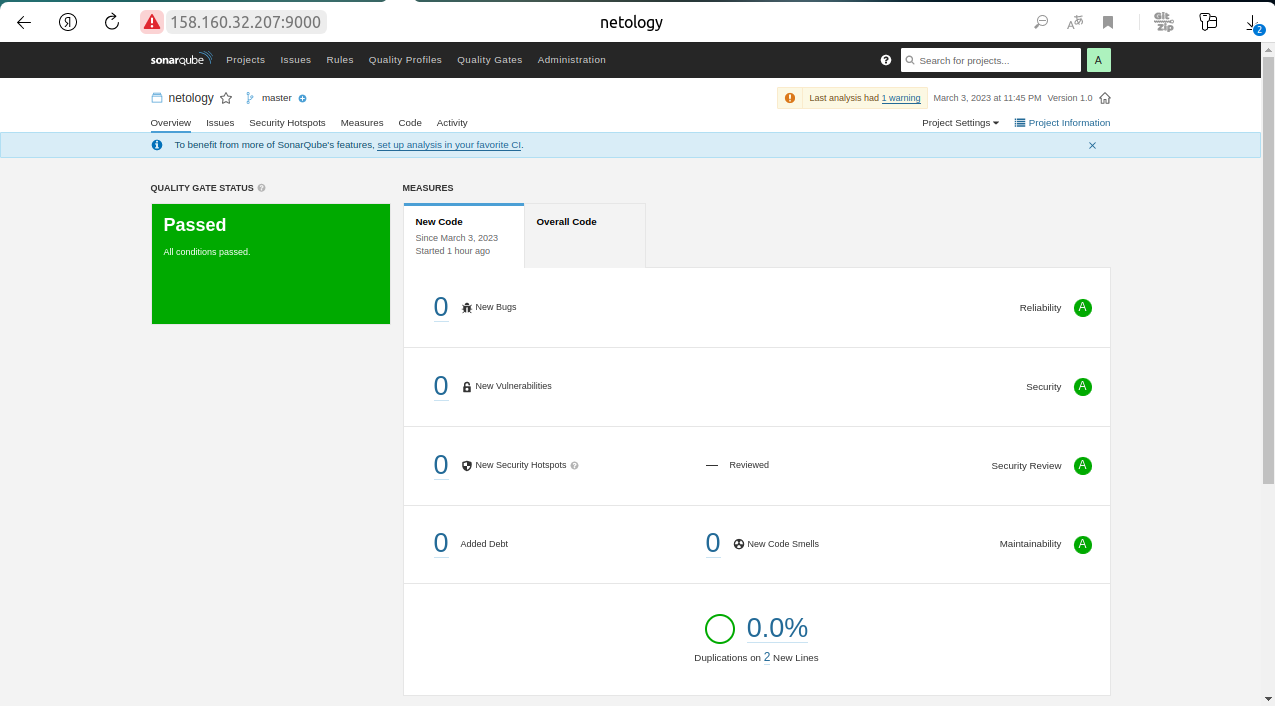 158.160.32.207:9000 netology Git Zip 2
sonarqube Projects Issues Rules Quality Profiles Quality Gates Administration ? Search for projects... A
netology master Last analysis had 1 warning March 3, 2023 at 11:45 PM Version 1.0
Overview Issues Security Hotspots Measures Code Activity Project Settings Project Information
To benefit from more of SonarQube's features, set up analysis in your favorite CI.
QUALITY GATE STATUS ? MEASURES
Passed
All conditions passed.
New Code Overall Code
Since March 3, 2023
Started 1 hour ago
0 New Bugs Reliability A
0 New Vulnerabilities Security A
0 New Security Hotspots ? — Reviewed Security Review A
0 Added Debt 0 New Code Smells Maintainability A
0.0%
Duplications on 2 New Lines